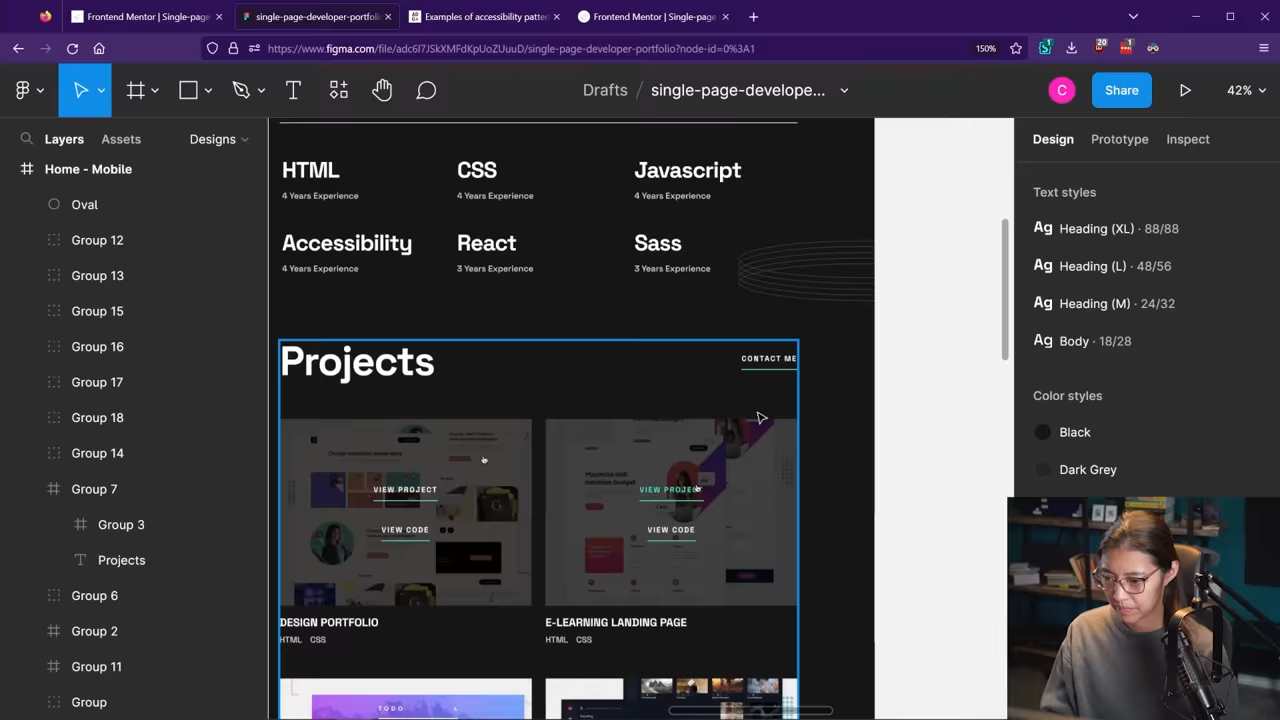 Frontend Mentor | Single-page
single-page-developer-portfoli
Examples of accessibility patter
Frontend Mentor | Single-page
https://www.figma.com/file/adc6l7JSkXMFdKpUoZUuuD/single-page-developer-portfolio?node-id=0%3A1
150%
20
1
Drafts / single-page-develope...
C
Share
42%
Layers
Assets
Designs
Home - Mobile
Oval
Group 12
Group 13
Group 15
Group 16
Group 17
Group 18
Group 14
Group 7
Group 3
Projects
Group 6
Group 2
Group 11
Group
HTML
CSS
Javascript
4 Years Experience
4 Years Experience
4 Years Experience
Accessibility
React
Sass
4 Years Experience
3 Years Experience
3 Years Experience
Projects
CONTACT ME
VIEW PROJECT
VIEW PROJECT
VIEW CODE
VIEW CODE
DESIGN PORTFOLIO
E-LEARNING LANDING PAGE
HTML CSS
HTML CSS
TODO
Design
Prototype
Inspect
Text styles
Ag Heading (XL) · 88/88
Ag Heading (L) · 48/56
Ag Heading (M) · 24/32
Ag Body · 18/28
Color styles
Black
Dark Grey